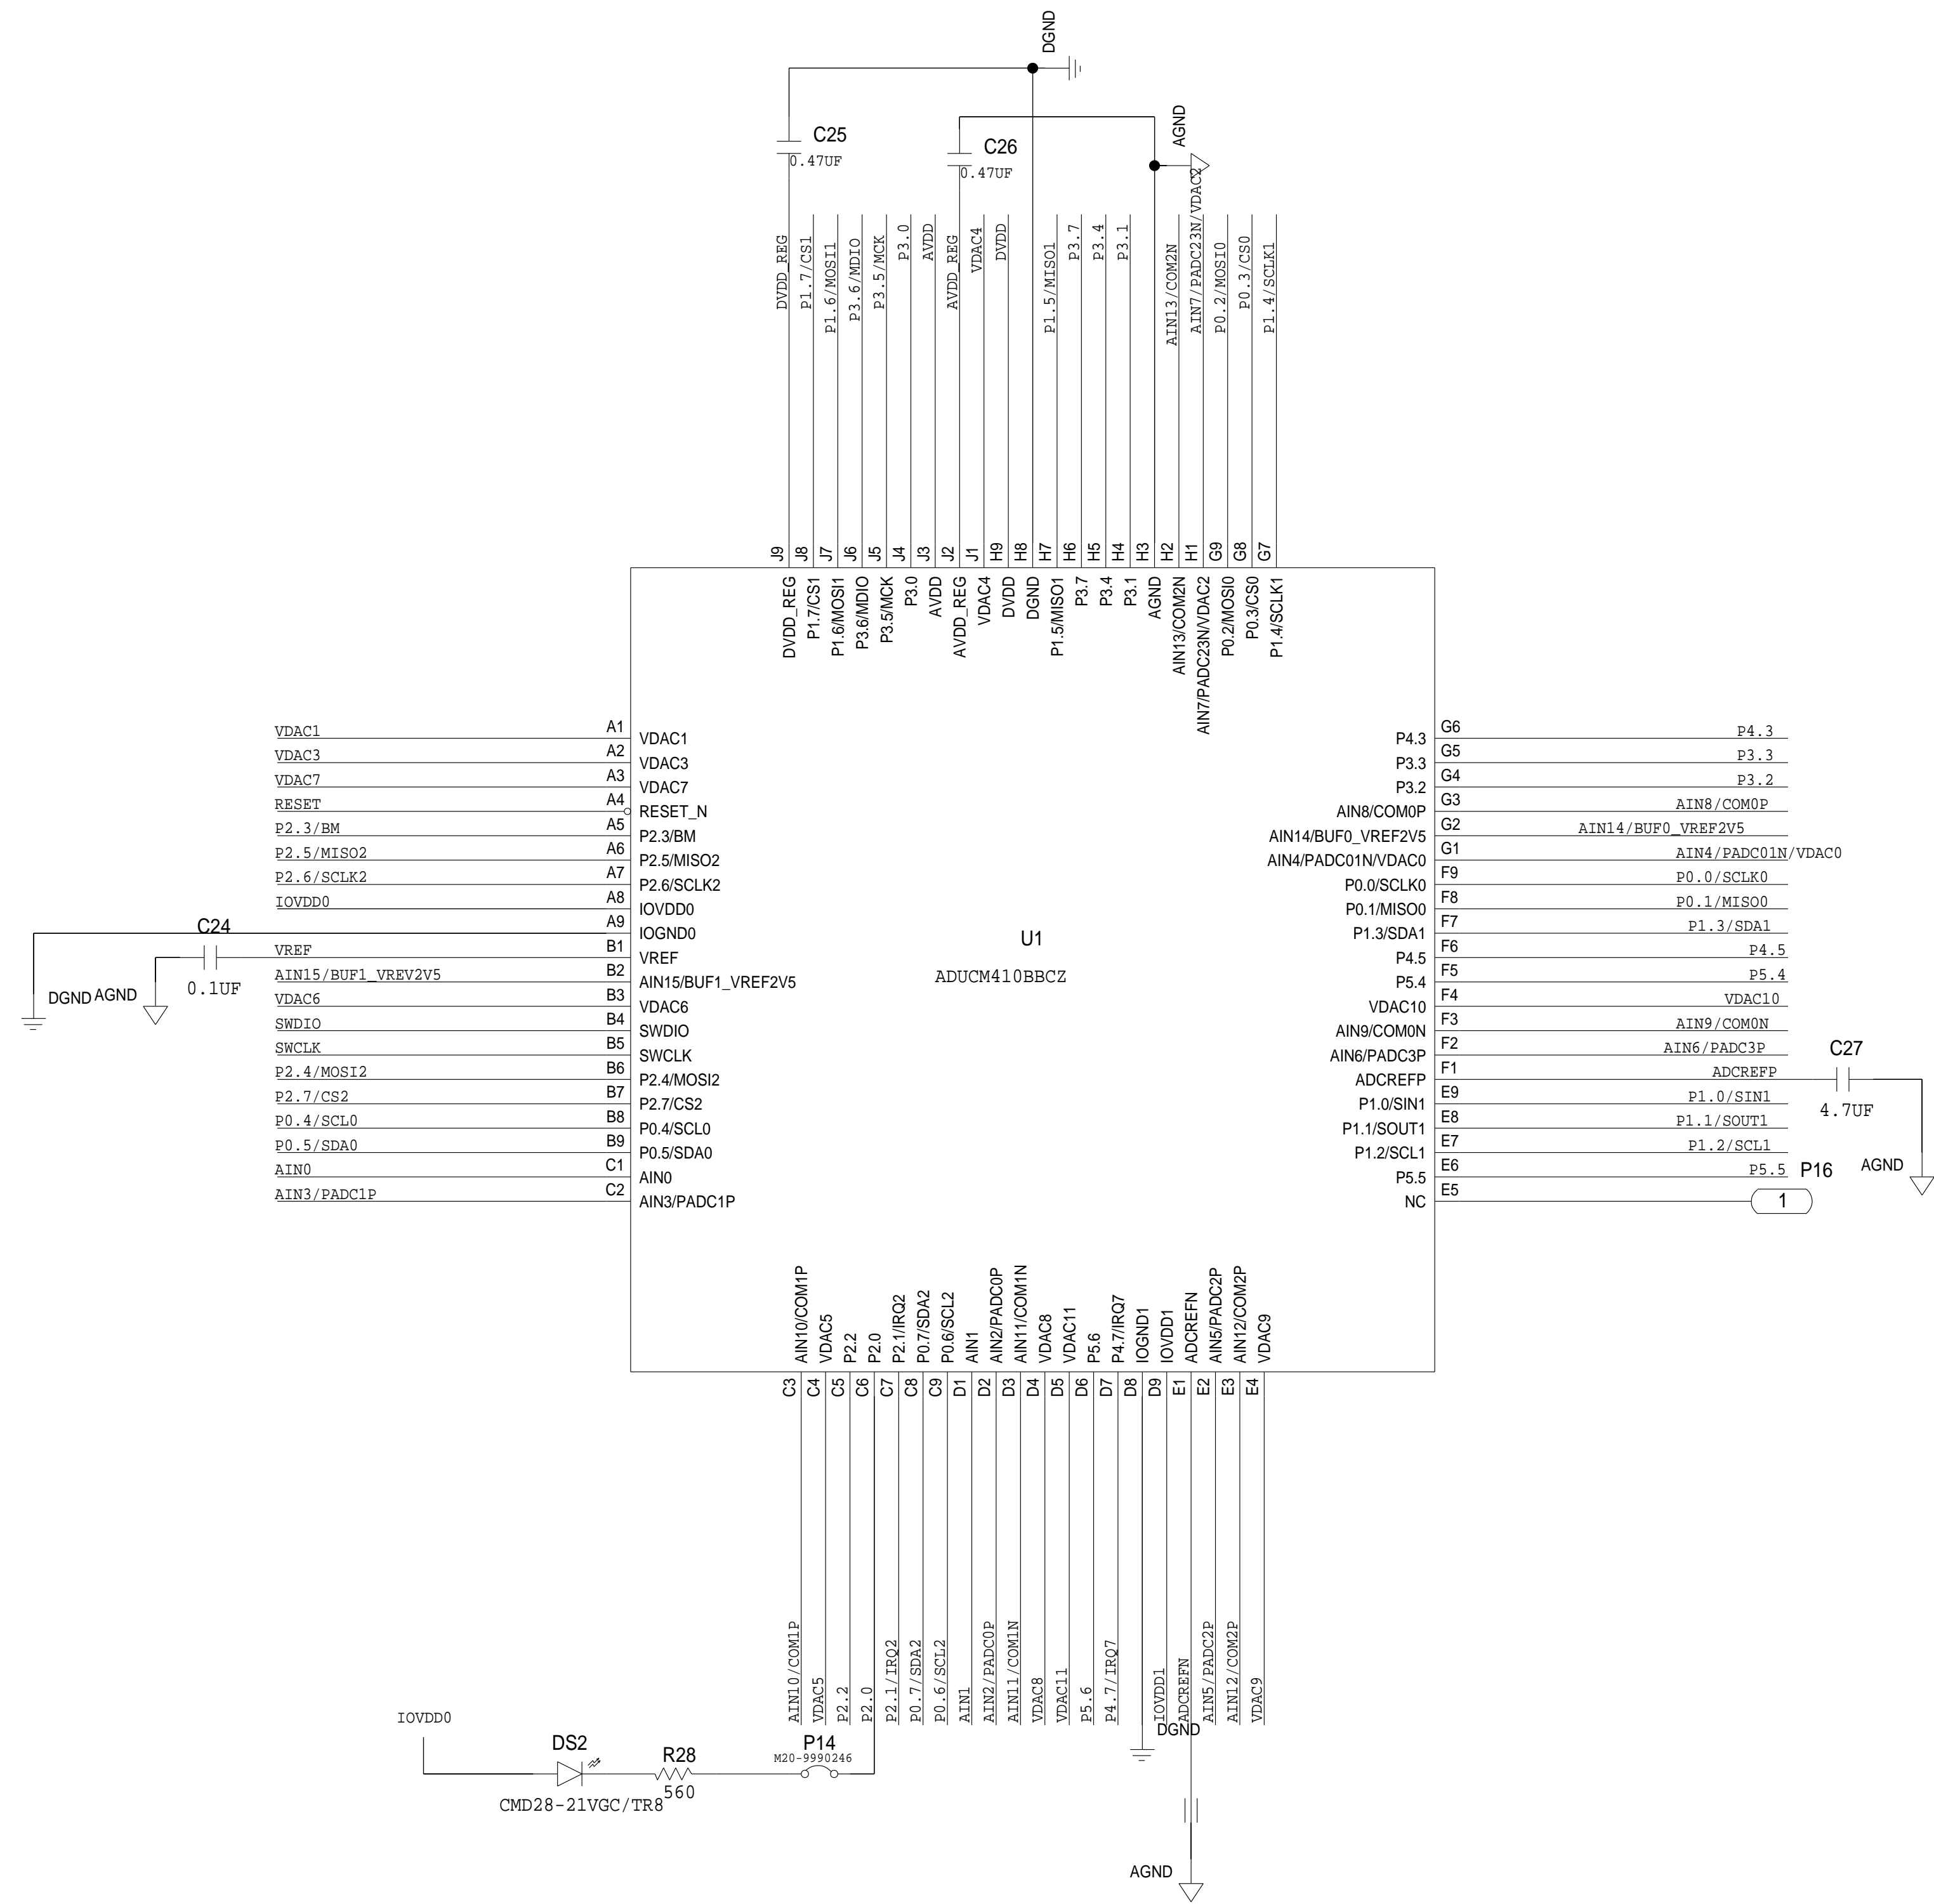 DGND
C25
0.47UF
C26
0.47UF
AGND
DVDD_REG
P1.7/CS1
P1.6/MOSI1
P3.6/MDIO
P3.5/MCK
P3.0
AVDD
AVDD_REG
VDAC4
DVDD
P1.5/MISO1
P3.7
P3.4
P3.1
AIN13/COM2N
AIN7/PADC23N/VDAC2
P0.2/MOSI0
P0.3/CS0
P1.4/SCLK1
J9
J8
J7
J6
J5
J4
J3
J2
J1
H9
H8
H7
H6
H5
H4
H3
H2
H1
G9
G8
G7
DVDD_REG
P1.7/CS1
P1.6/MOSI1
P3.6/MDIO
P3.5/MCK
P3.0
AVDD
AVDD_REG
VDAC4
DVDD
DGND
P1.5/MISO1
P3.7
P3.4
P3.1
AGND
AIN13/COM2N
AIN7/PADC23N/VDAC2
P0.2/MOSI0
P0.3/CS0
P1.4/SCLK1
VDAC1 A1 VDAC1
VDAC3 A2 VDAC3
VDAC7 A3 VDAC7
RESET A4 RESET_N
P2.3/BM A5 P2.3/BM
P2.5/MISO2 A6 P2.5/MISO2
P2.6/SCLK2 A7 P2.6/SCLK2
IOVDD0 A8 IOVDD0
A9 IOGND0
C24
0.1UF
DGND
AGND
VREF B1 VREF
AIN15/BUF1_VREV2V5 B2 AIN15/BUF1_VREF2V5
VDAC6 B3 VDAC6
SWDIO B4 SWDIO
SWCLK B5 SWCLK
P2.4/MOSI2 B6 P2.4/MOSI2
P2.7/CS2 B7 P2.7/CS2
P0.4/SCL0 B8 P0.4/SCL0
P0.5/SDA0 B9 P0.5/SDA0
AIN0 C1 AIN0
AIN3/PADC1P C2 AIN3/PADC1P
U1
ADUCM410BBCZ
P4.3 G6 P4.3
P3.3 G5 P3.3
P3.2 G4 P3.2
AIN8/COM0P G3 AIN8/COM0P
AIN14/BUF0_VREF2V5 G2 AIN14/BUF0_VREF2V5
AIN4/PADC01N/VDAC0 G1 AIN4/PADC01N/VDAC0
P0.0/SCLK0 F9 P0.0/SCLK0
P0.1/MISO0 F8 P0.1/MISO0
P1.3/SDA1 F7 P1.3/SDA1
P4.5 F6 P4.5
P5.4 F5 P5.4
VDAC10 F4 VDAC10
AIN9/COM0N F3 AIN9/COM0N
AIN6/PADC3P F2 AIN6/PADC3P
ADCREFP F1 ADCREFP
P1.0/SIN1 E9 P1.0/SIN1
P1.1/SOUT1 E8 P1.1/SOUT1
P1.2/SCL1 E7 P1.2/SCL1
P5.5 E6 P5.5
NC E5
C27
4.7UF
AGND
P16
1
AIN10/COM1P
VDAC5
P2.2
P2.0
P2.1/IRQ2
P0.7/SDA2
P0.6/SCL2
AIN1
AIN2/PADC0P
AIN11/COM1N
VDAC8
VDAC11
P5.6
P4.7/IRQ7
IOGND1
IOVDD1
ADCREFN
AIN5/PADC2P
AIN12/COM2P
VDAC9
C3
C4
C5
C6
C7
C8
C9
D1
D2
D3
D4
D5
D6
D7
D8
D9
E1
E2
E3
E4
AIN10/COM1P
VDAC5
P2.2
P2.0
P2.1/IRQ2
P0.7/SDA2
P0.6/SCL2
AIN1
AIN2/PADC0P
AIN11/COM1N
VDAC8
VDAC11
P5.6
P4.7/IRQ7
IOVDD1
ADCREFN
AIN5/PADC2P
AIN12/COM2P
VDAC9
DGND
IOVDD0
DS2
CMD28-21VGC/TR8
R28
560
P14
M20-9990246
AGND